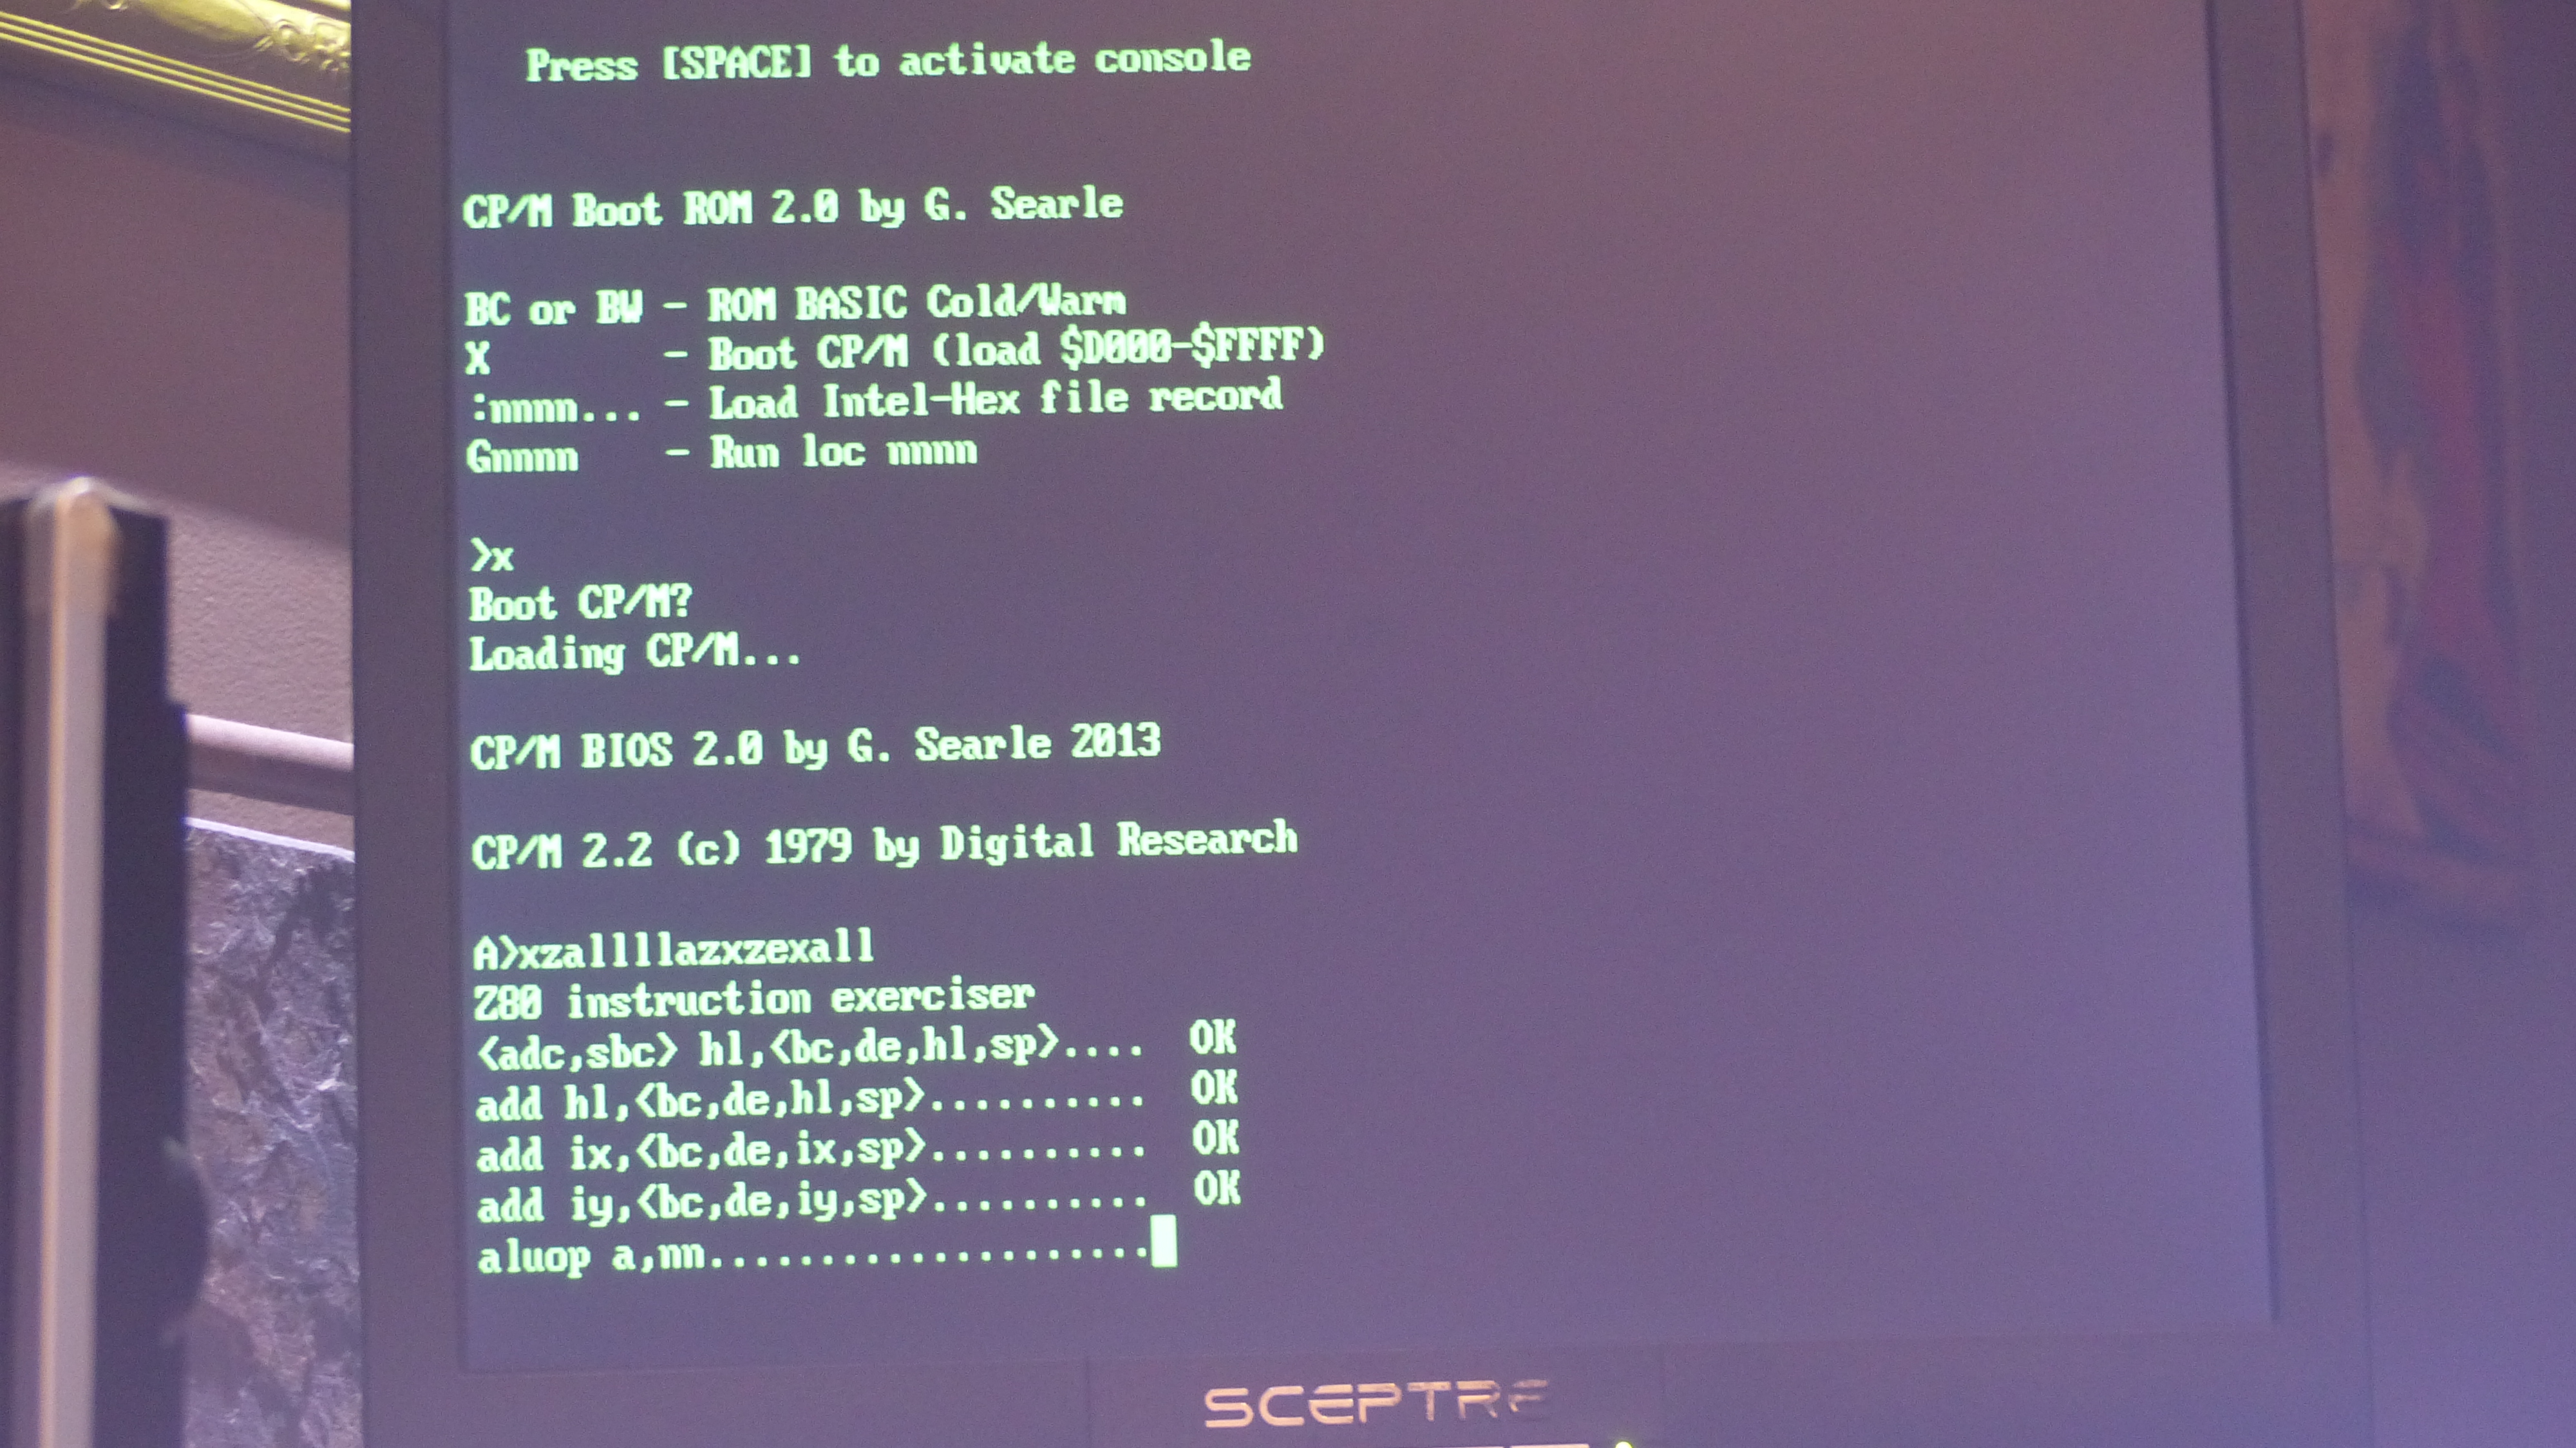 Press [SPACE] to activate console
CP/M Boot ROM 2.0 by G. Searle
BC or BW - ROM BASIC Cold/Warm
X        - Boot CP/M (load $D000-$FFFF)
:nnnn... - Load Intel-Hex file record
Gnnnn    - Run loc nnnn
>x
Boot CP/M?
Loading CP/M...
CP/M BIOS 2.0 by G. Searle 2013
CP/M 2.2 (c) 1979 by Digital Research
A>xzallllazxzexall
Z80 instruction exerciser
<adc,sbc> hl,<bc,de,hl,sp>....  OK
add hl,<bc,de,hl,sp>..........  OK
add ix,<bc,de,ix,sp>..........  OK
add iy,<bc,de,iy,sp>..........  OK
aluop a,nn....................
SCEPTRE